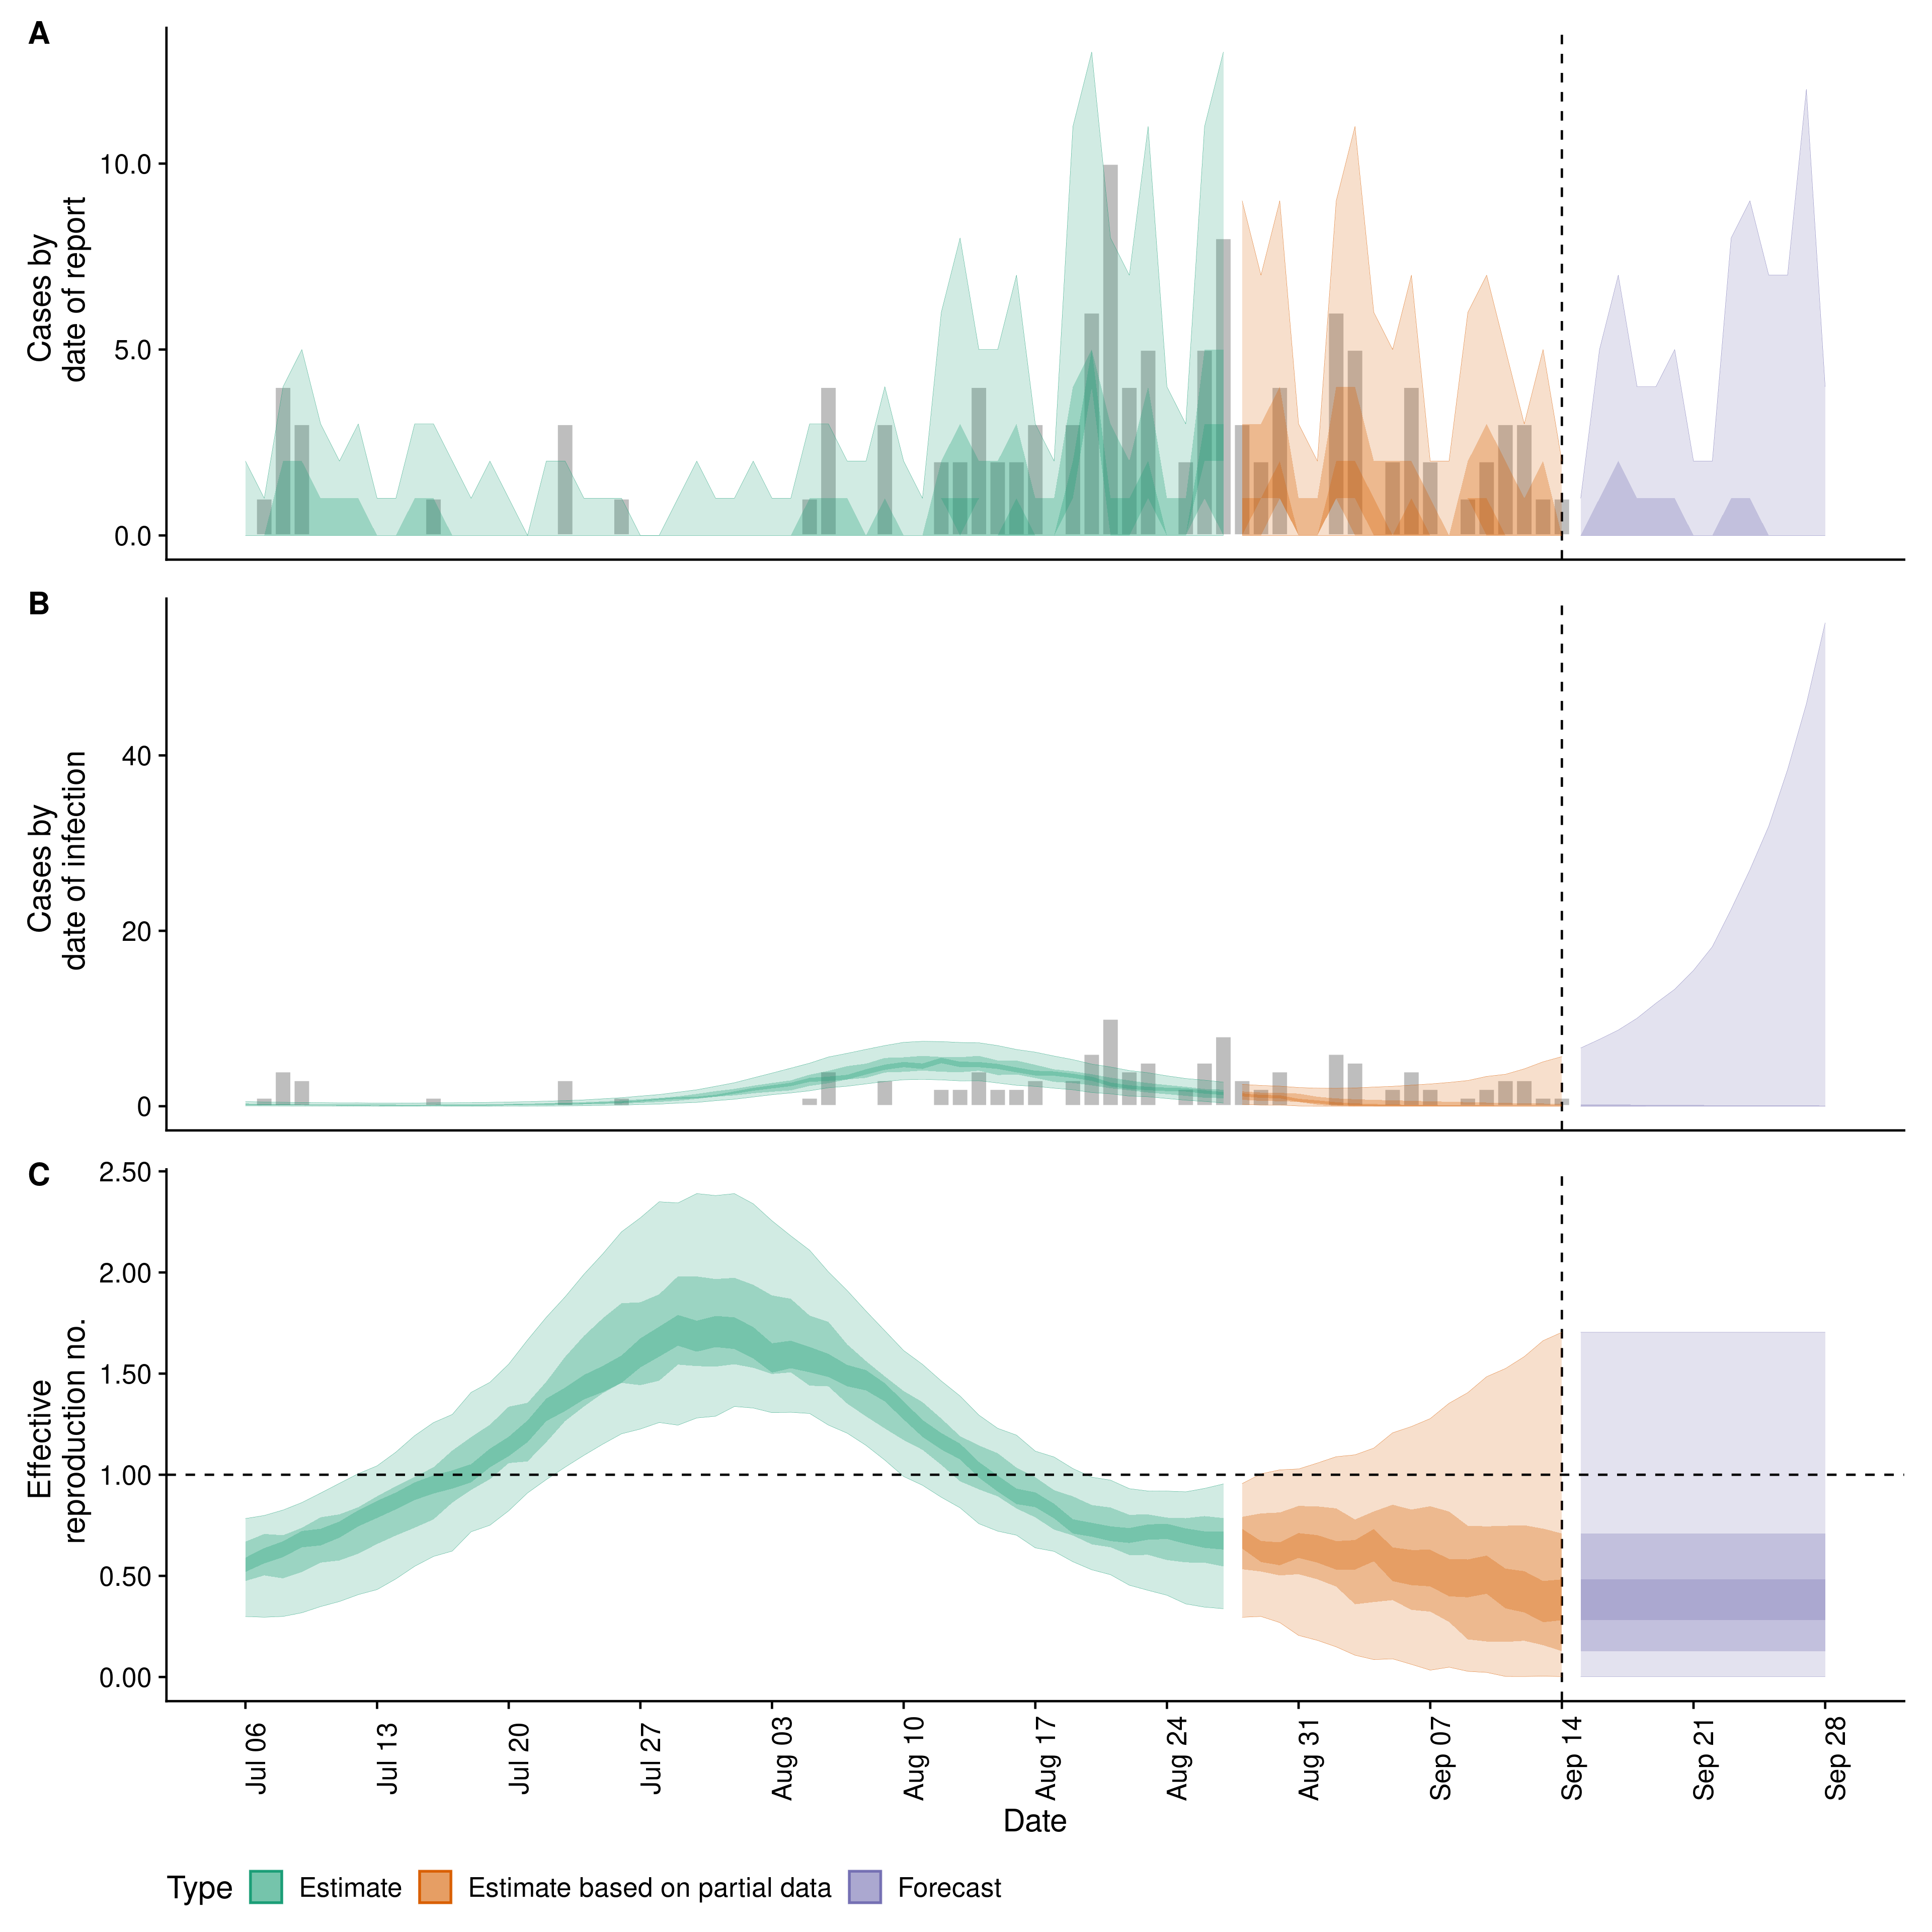 A
Cases by
date of report
10.0
5.0
0.0
B
Cases by
date of infection
40
20
0
C
Effective
reproduction no.
2.50
2.00
1.50
1.00
0.50
0.00
Jul 06
Jul 13
Jul 20
Jul 27
Aug 03
Aug 10
Aug 17
Aug 24
Aug 31
Sep 07
Sep 14
Sep 21
Sep 28
Date
Type Estimate Estimate based on partial data Forecast